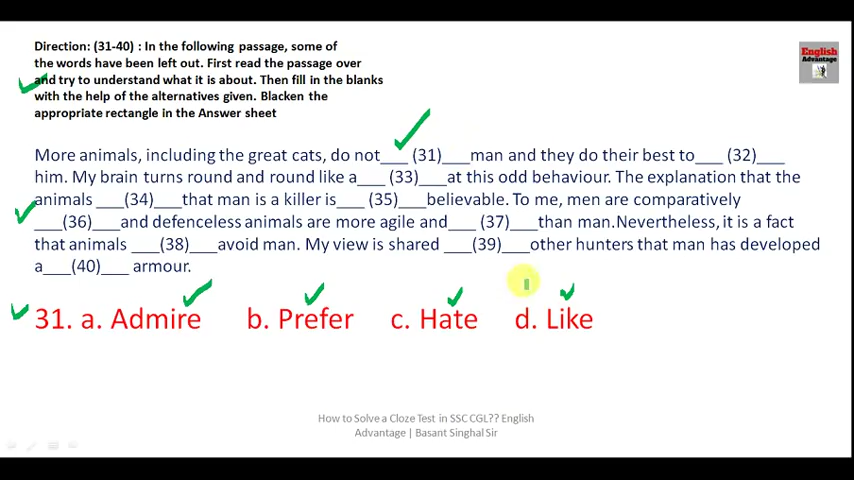 Direction: (31-40) : In the following passage, some of
the words have been left out. First read the passage over
and try to understand what it is about. Then fill in the blanks
with the help of the alternatives given. Blacken the
appropriate rectangle in the Answer sheet
English
Advantage
More animals, including the great cats, do not___ (31)___man and they do their best to___ (32)___
him. My brain turns round and round like a___ (33)___at this odd behaviour. The explanation that the
animals ___(34)___that man is a killer is___ (35)___believable. To me, men are comparatively
___(36)___and defenceless animals are more agile and___ (37)___than man.Nevertheless, it is a fact
that animals ___(38)___avoid man. My view is shared ___(39)___other hunters that man has developed
a___(40)___ armour.
31. a. Admire b. Prefer c. Hate d. Like
How to Solve a Cloze Test in SSC CGL?? English
Advantage | Basant Singhal Sir